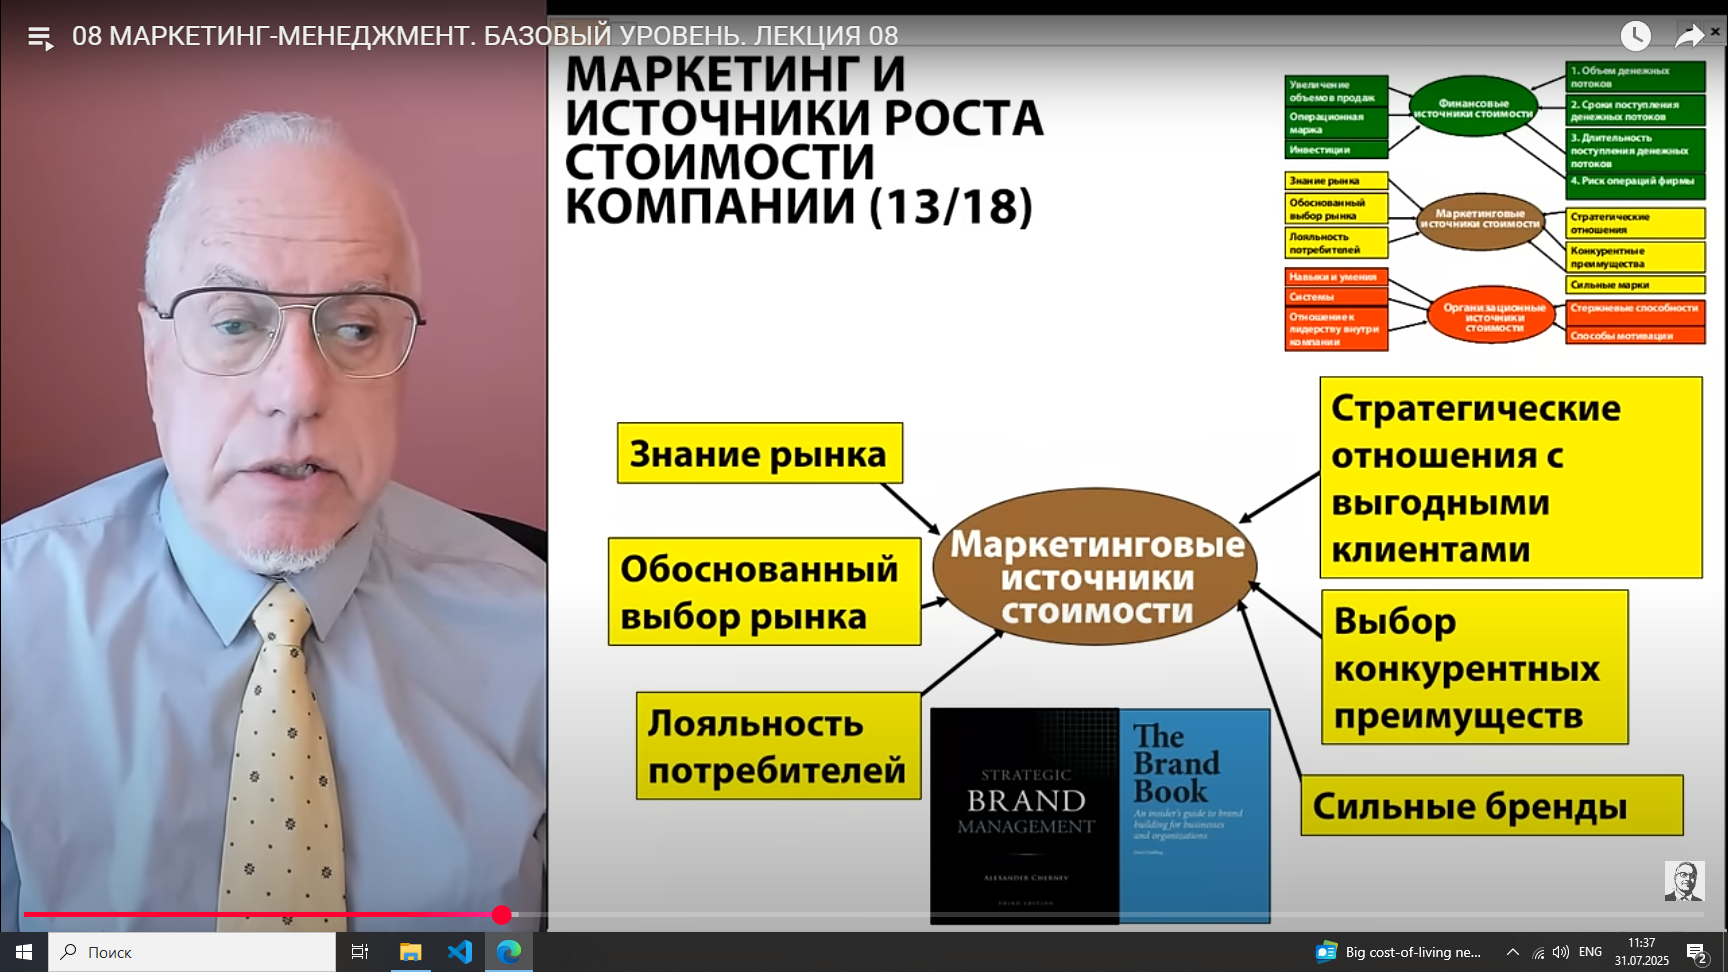 08 МАРКЕТИНГ-МЕНЕДЖМЕНТ. БАЗОВЫЙ УРОВЕНЬ. ЛЕКЦИЯ 08
МАРКЕТИНГ И
ИСТОЧНИКИ РОСТА
СТОИМОСТИ
КОМПАНИИ (13/18)
Увеличение
объемов продаж
Операционная
маржа
Инвестиции
Финансовые
источники стоимости
1. Объем денежных
потоков
2. Сроки поступления
денежных потоков
3. Длительность
поступления денежных
потоков
4. Риск операций фирмы
Знание рынка
Обоснованный
выбор рынка
Лояльность
потребителей
Маркетинговые
источники стоимости
Стратегические
отношения
Конкурентные
преимущества
Сильные марки
Навыки и умения
Системы
Отношение к
лидерству внутри
компании
Организационные
источники
стоимости
Стержневые способности
Способы мотивации
Знание рынка
Обоснованный
выбор рынка
Лояльность
потребителей
Маркетинговые
источники
стоимости
Стратегические
отношения с
выгодными
клиентами
Выбор
конкурентных
преимуществ
Сильные бренды
STRATEGIC
BRAND
MANAGEMENT
ALEXANDER CHERNEV
THIRD EDITION
The
Brand
Book
An insider's guide to brand
building for businesses
and organizations
Поиск
Big cost-of-living ne...
ENG
11:37
31.07.2025
2